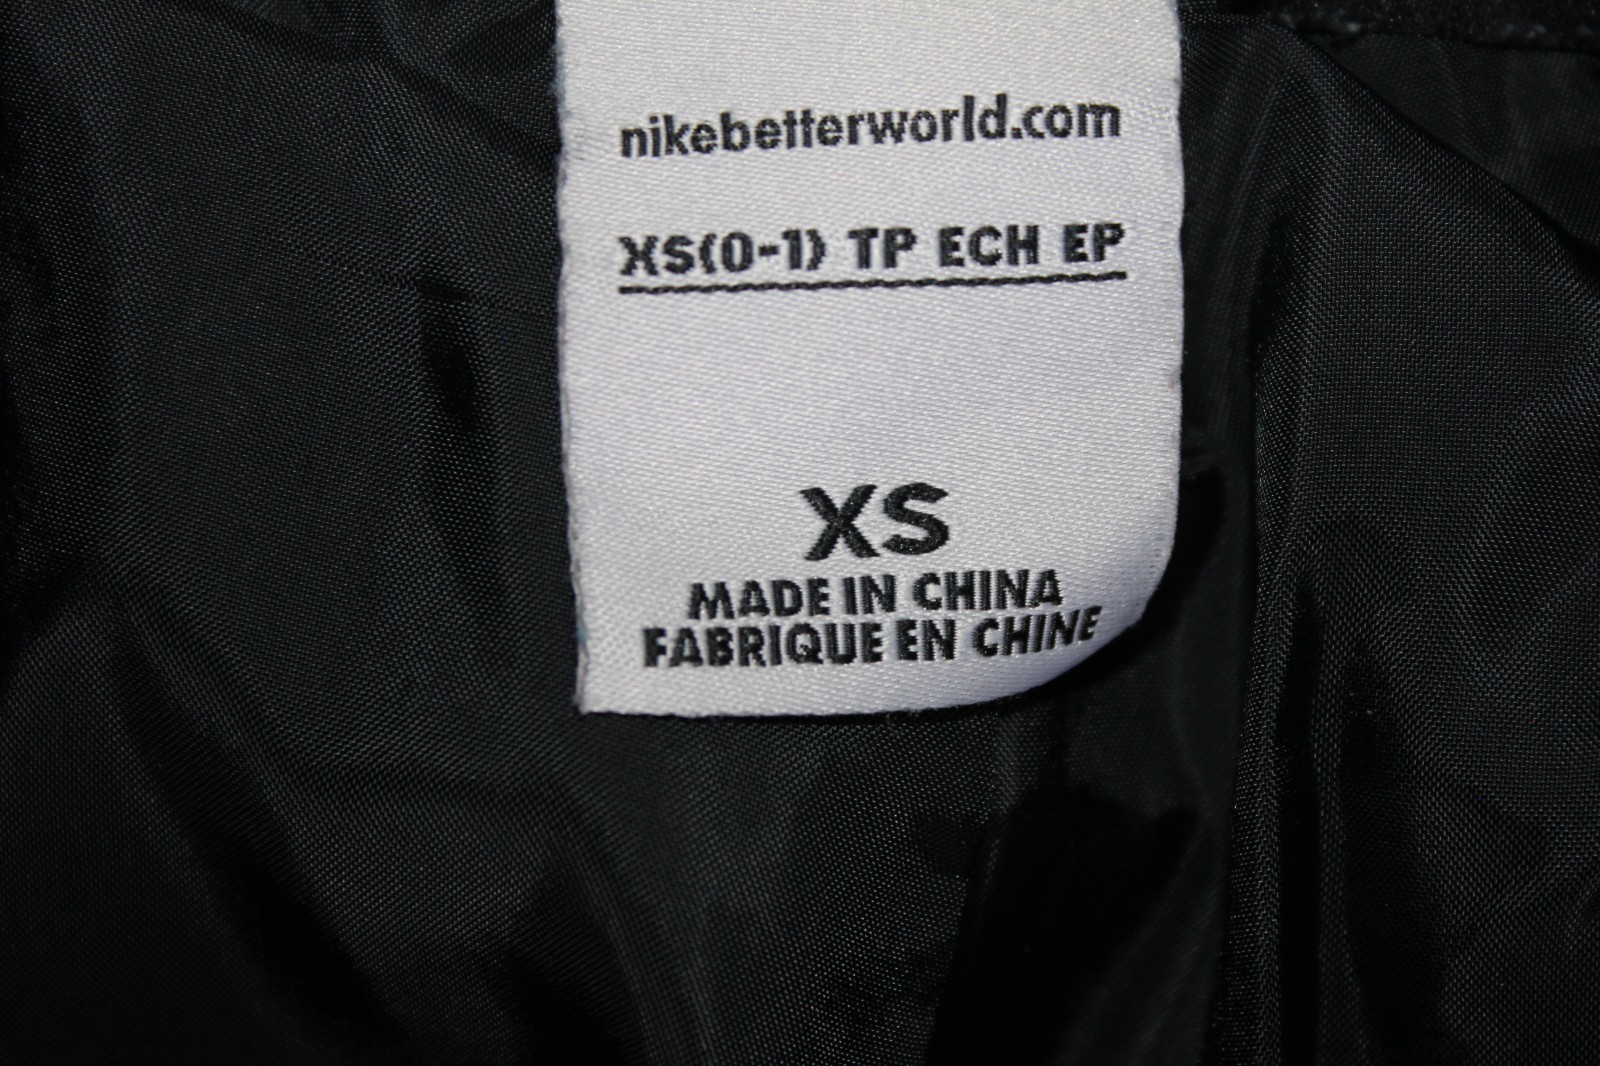 nikebetterworld.com
XS(0-1) TP ECH EP
XS
MADE IN CHINA
FABRIQUE EN CHINE